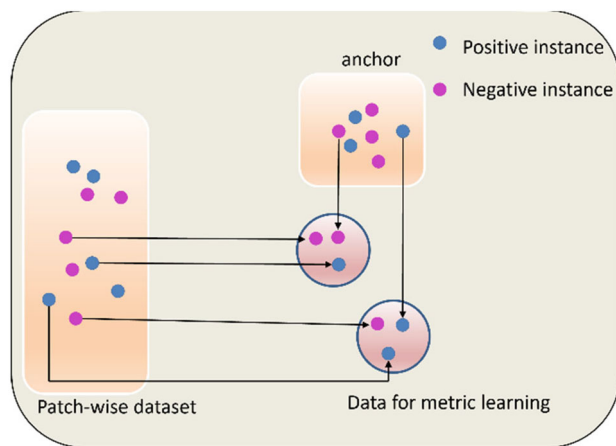 Positive instance
anchor
Negative instance
Patch-wise dataset
Data for metric learning